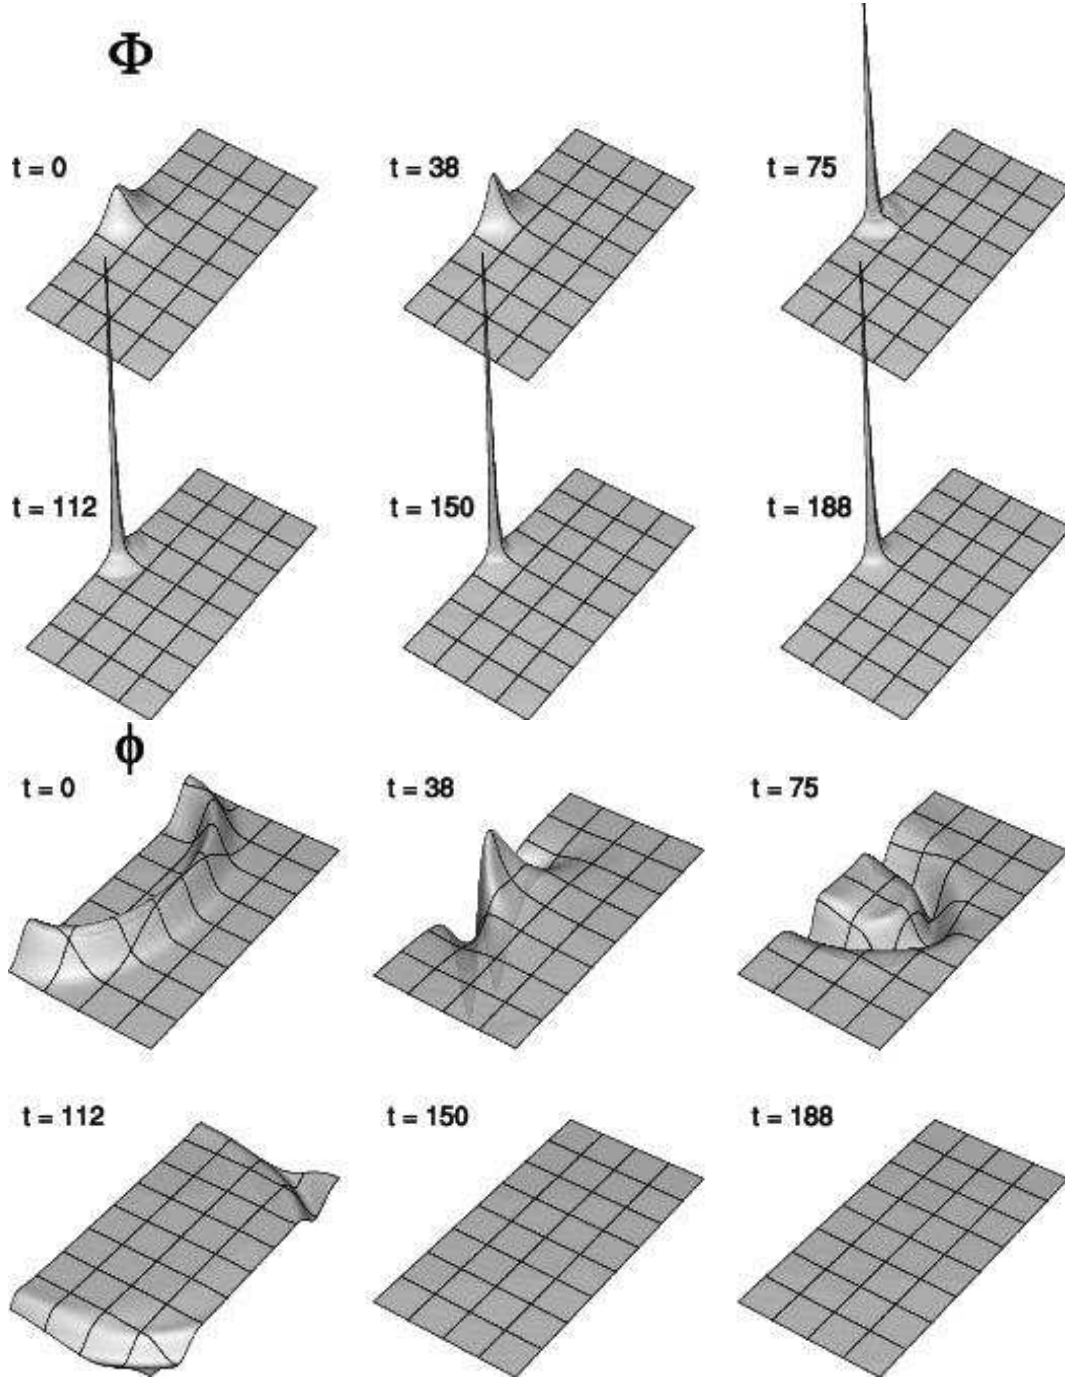 Φ
t = 0 t = 38 t = 75
t = 112 t = 150 t = 188
ϕ
t = 0 t = 38 t = 75
t = 112 t = 150 t = 188